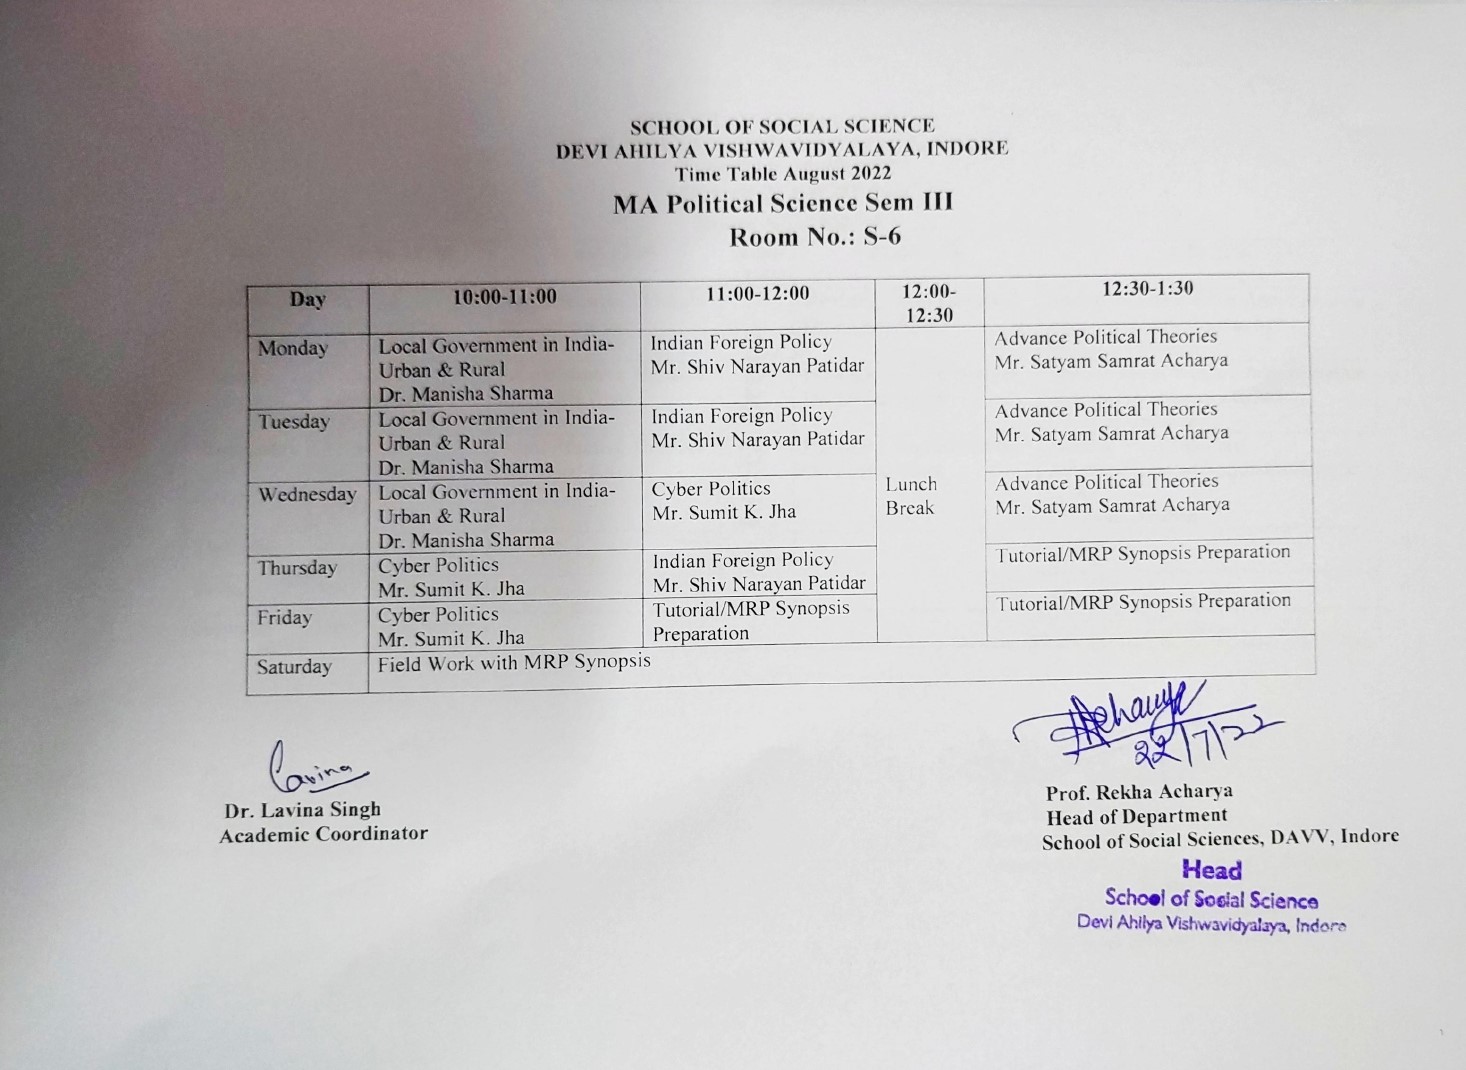 SCHOOL OF SOCIAL SCIENCE
DEVI AHILYA VISHWAVIDYALAYA, INDORE
Time Table August 2022
MA Political Science Sem III
Room No.: S-6
Day 10:00-11:00 11:00-12:00 12:00- 12:30-1:30
12:30
Monday Local Government in India- Indian Foreign Policy Advance Political Theories
Urban & Rural Mr. Shiv Narayan Patidar Mr. Satyam Samrat Acharya
Dr. Manisha Sharma
Tuesday Local Government in India- Indian Foreign Policy Advance Political Theories
Urban & Rural Mr. Shiv Narayan Patidar Mr. Satyam Samrat Acharya
Dr. Manisha Sharma
Wednesday Local Government in India- Cyber Politics Lunch Advance Political Theories
Urban & Rural Mr. Sumit K. Jha Break Mr. Satyam Samrat Acharya
Dr. Manisha Sharma
Thursday Cyber Politics Indian Foreign Policy Tutorial/MRP Synopsis Preparation
Mr. Sumit K. Jha Mr. Shiv Narayan Patidar
Friday Cyber Politics Tutorial/MRP Synopsis Tutorial/MRP Synopsis Preparation
Mr. Sumit K. Jha Preparation
Saturday Field Work with MRP Synopsis
Lavina
Dr. Lavina Singh
Academic Coordinator
RAcharya
22/7/22
Prof. Rekha Acharya
Head of Department
School of Social Sciences, DAVV, Indore
Head
School of Social Science
Devi Ahilya Vishwavidyalaya, Indore